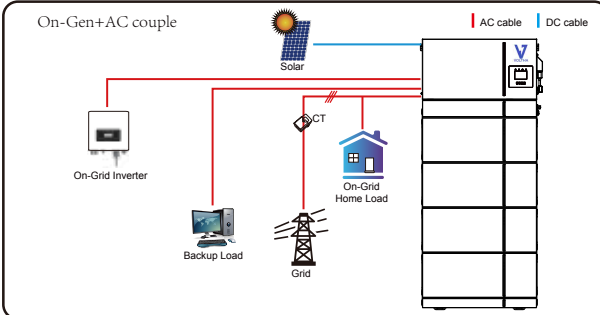 On-Gen+AC couple
AC cable
DC cable
Solar
CT
On-Grid Inverter
On-Grid
Home Load
Backup Load
Grid